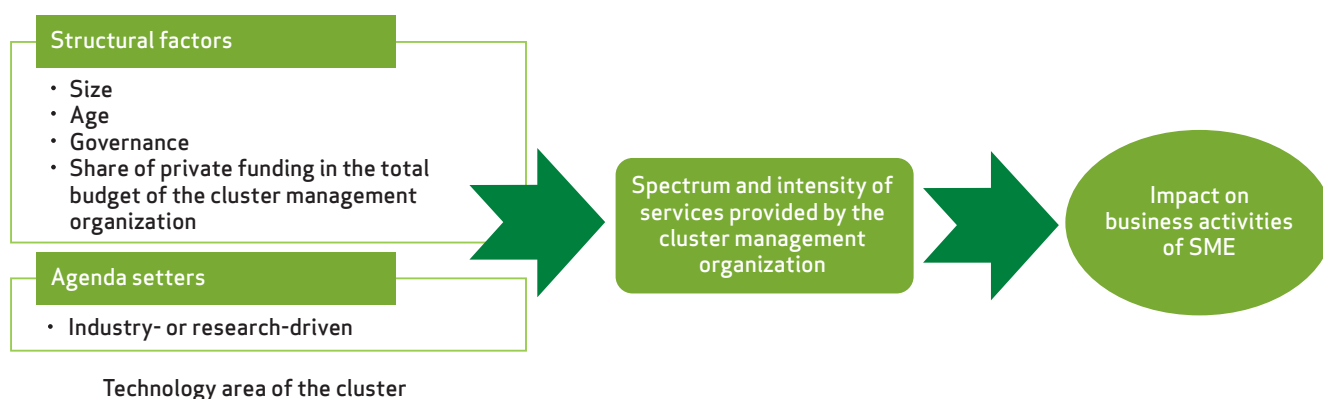 Structural factors
• Size
• Age
• Governance
• Share of private funding in the total
budget of the cluster management
organization
Agenda setters
• Industry- or research-driven
Technology area of the cluster
Spectrum and intensity of
services provided by the
cluster management
organization
Impact on
business activities
of SME